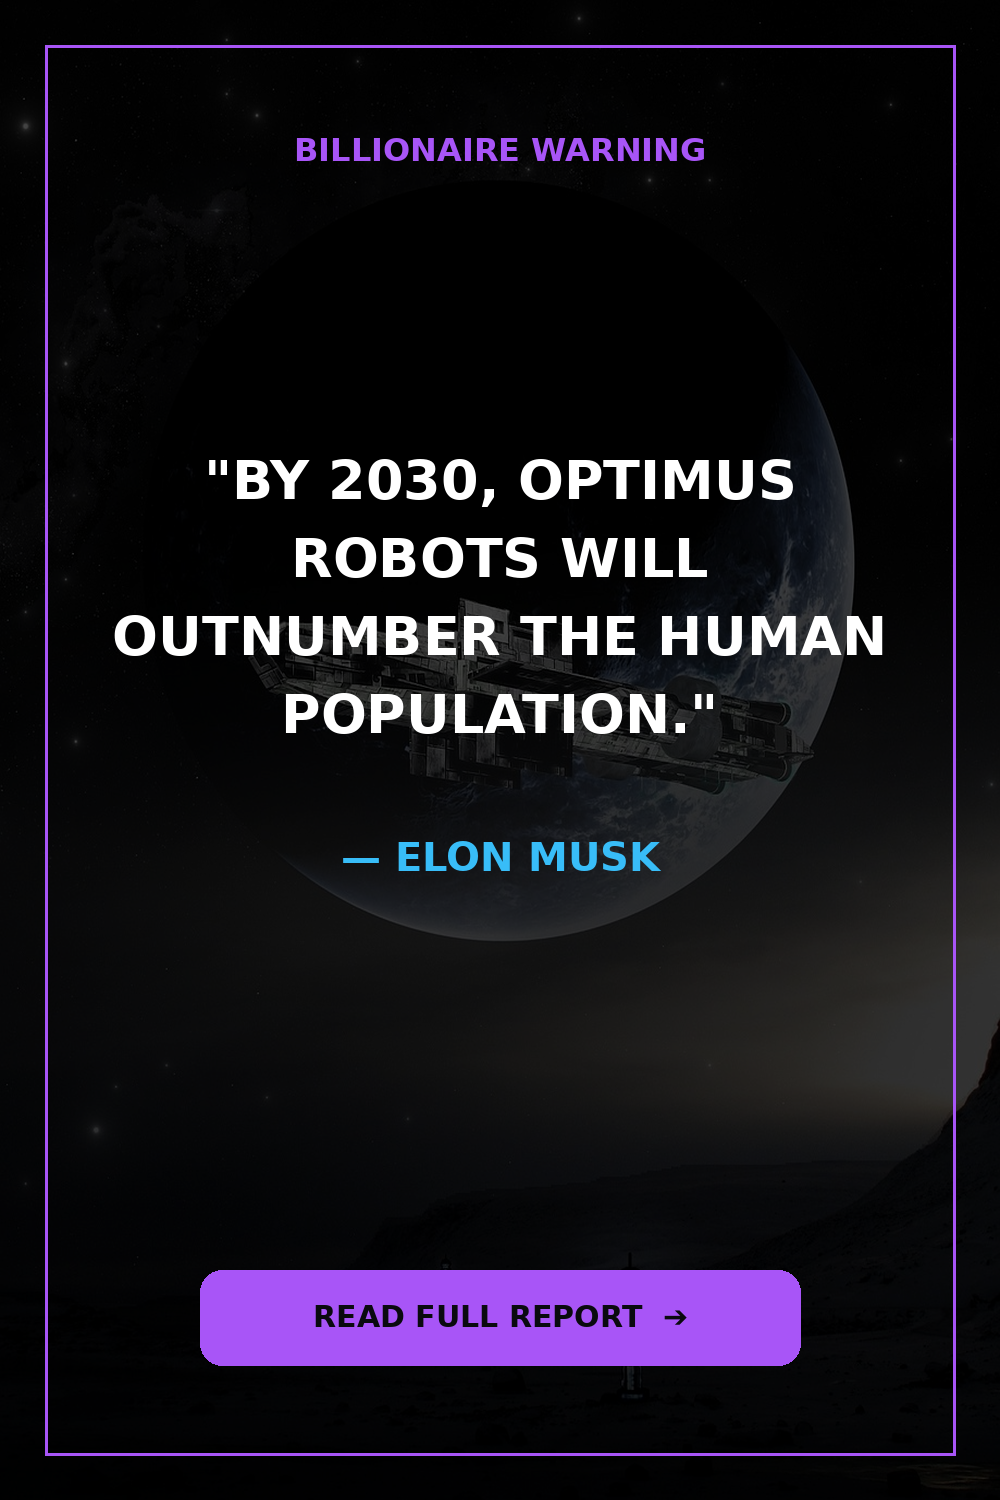 BILLIONAIRE WARNING
"BY 2030, OPTIMUS
ROBOTS WILL
OUTNUMBER THE HUMAN
POPULATION."
— ELON MUSK
READ FULL REPORT ➔